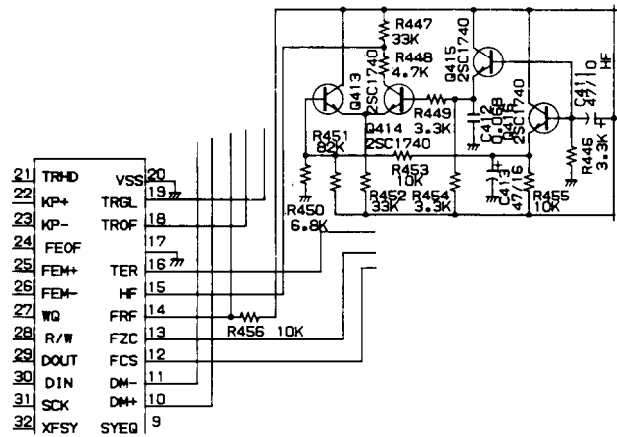 R447
33K
R448
4.7K
Q413
2SC1740
Q415
2SC1740
C411
47/10
HF
R449
3.3K
C412
0.068
Q416
2SC1740
R451
82K
Q414
2SC1740
R446
3.3K
R453
10K
C413
47/16
R450
6.8K
R452
33K
R454
3.3K
R455
10K
21 TRHD VSS 20
22 KP+ TRGL 19
23 KP- TROF 18
24 FEOF 17
25 FEM+ TER 16
26 FEM- HF 15
27 WQ FRF 14
R456 10K
28 R/W FZC 13
29 DOUT FCS 12
30 DIN DM- 11
31 SCK DM+ 10
32 XFSY SYEQ 9